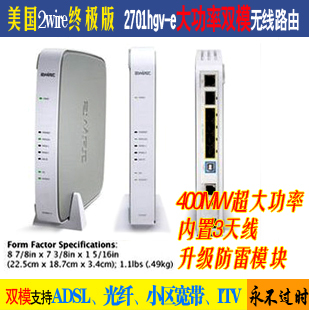 美国2wire终极版 2701hgv-e大功率双模无线路由
2WIRE
2WIRE
400MW超大功率
内置3天线
升级防雷模块
Form Factor Specifications:
8 7/8in x 7 3/8in x 1 5/16in
(22.5cm x 18.7cm x 3.4cm); 1.1lbs (.49kg)
双模支持ADSL、光纤、小区宽带、ITV 永不过时